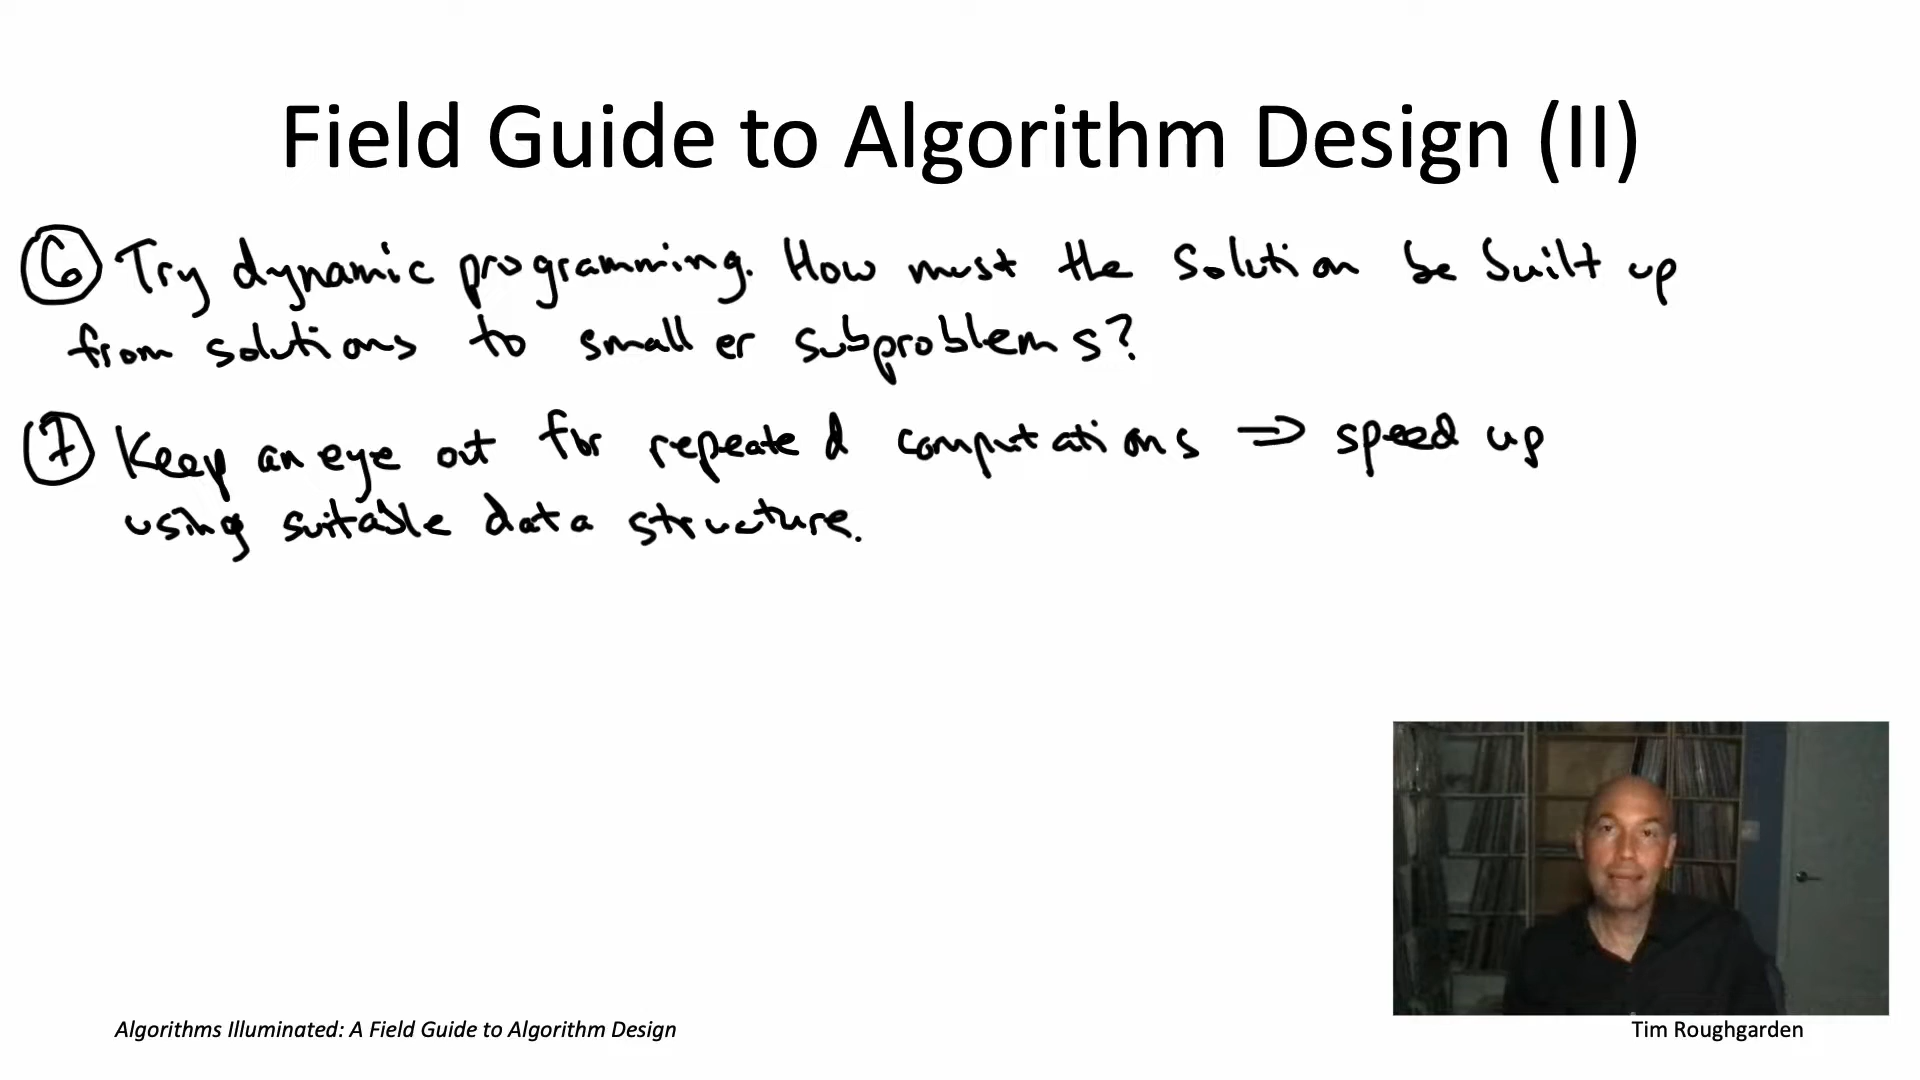 Field Guide to Algorithm Design (II)
⑥ Try dynamic programming. How must the solution be built up
from solutions to smaller subproblems?
⑦ Keep an eye out for repeated computations ⇒ speed up
using suitable data structure.
Algorithms Illuminated: A Field Guide to Algorithm Design
Tim Roughgarden